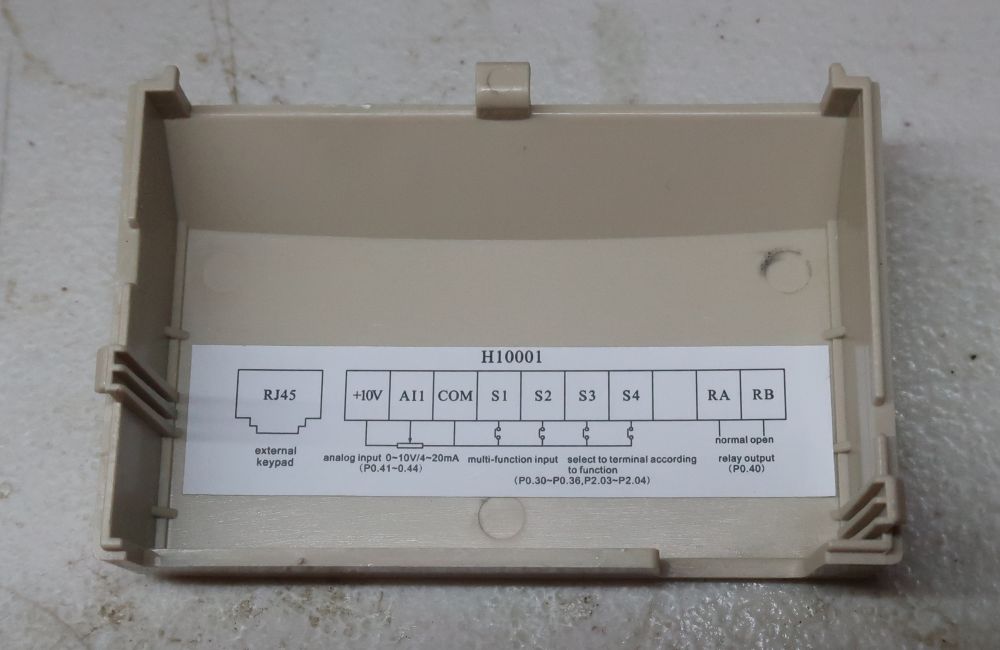 H10001
RJ45
+10V AI1 COM S1 S2 S3 S4 RA RB
external
keypad
analog input 0~10V/4~20mA
(P0.41~0.44)
multi-function input
select to terminal according
to function
(P0.30~P0.36,P2.03~P2.04)
normal open
relay output
(P0.40)